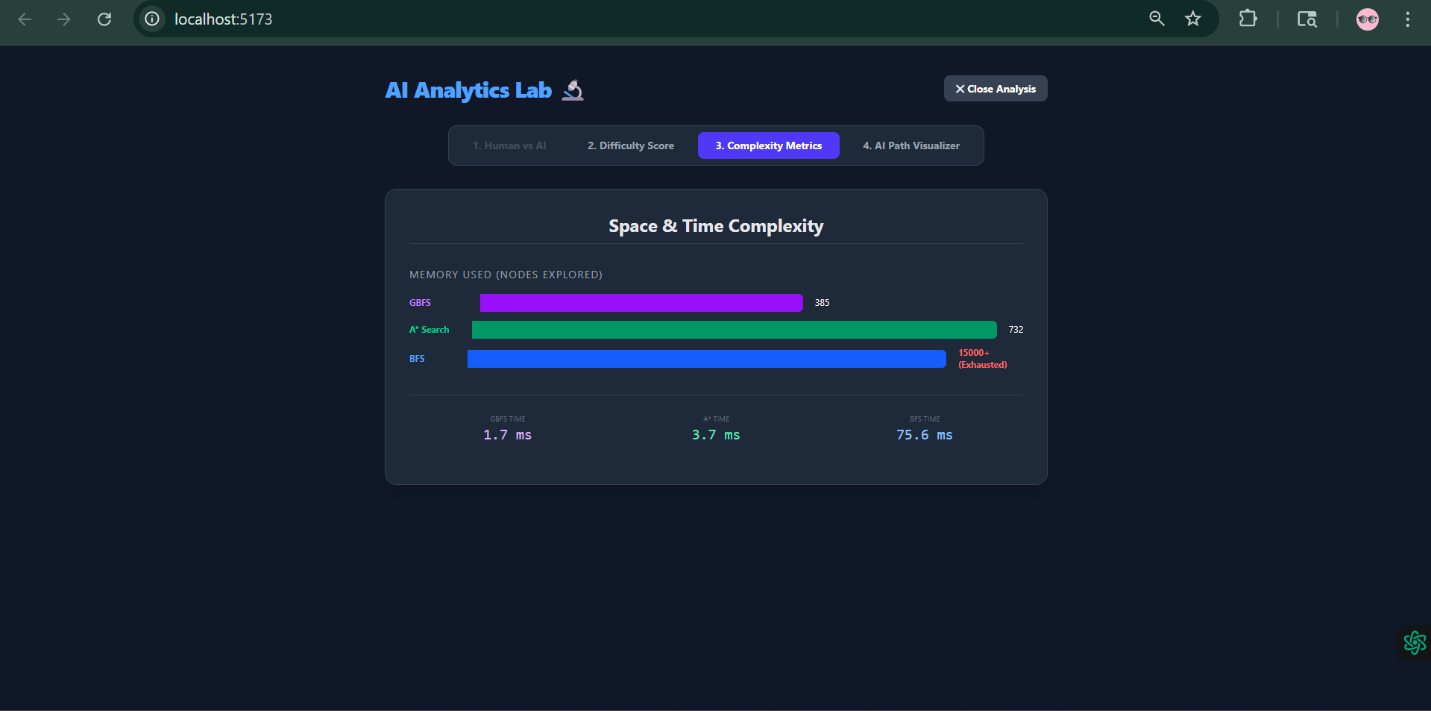 localhost:5173
AI Analytics Lab
✕ Close Analysis
1. Human vs AI
2. Difficulty Score
3. Complexity Metrics
4. AI Path Visualizer
Space & Time Complexity
MEMORY USED (NODES EXPLORED)
GBFS
385
A* Search
732
BFS
15000+
(Exhausted)
GBFS TIME
1.7 ms
A* TIME
3.7 ms
BFS TIME
75.6 ms